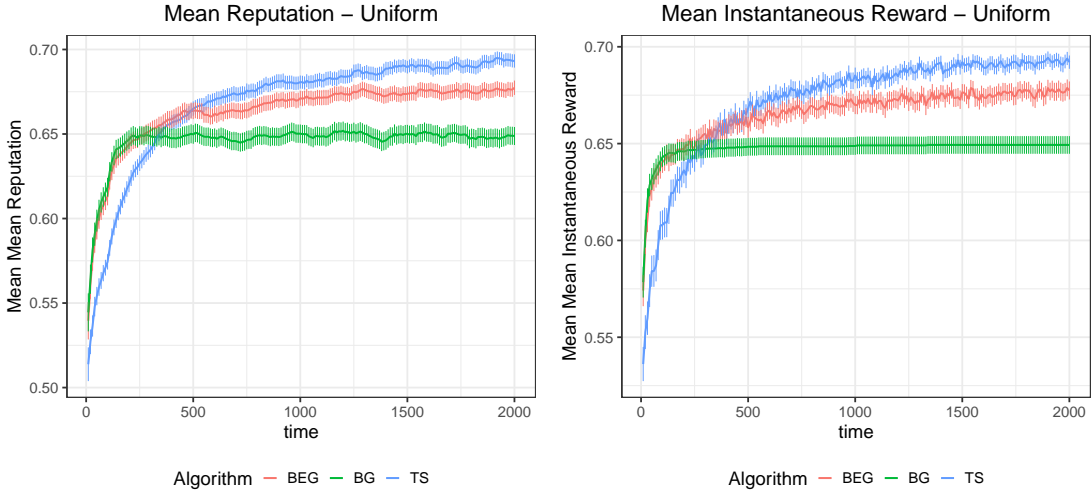 Mean Reputation − Uniform
Mean Mean Reputation
0.70
0.65
0.60
0.55
0.50
0 500 1000 1500 2000
time
Algorithm BEG BG TS
Mean Instantaneous Reward − Uniform
Mean Mean Instantaneous Reward
0.70
0.65
0.60
0.55
0 500 1000 1500 2000
time
Algorithm BEG BG TS